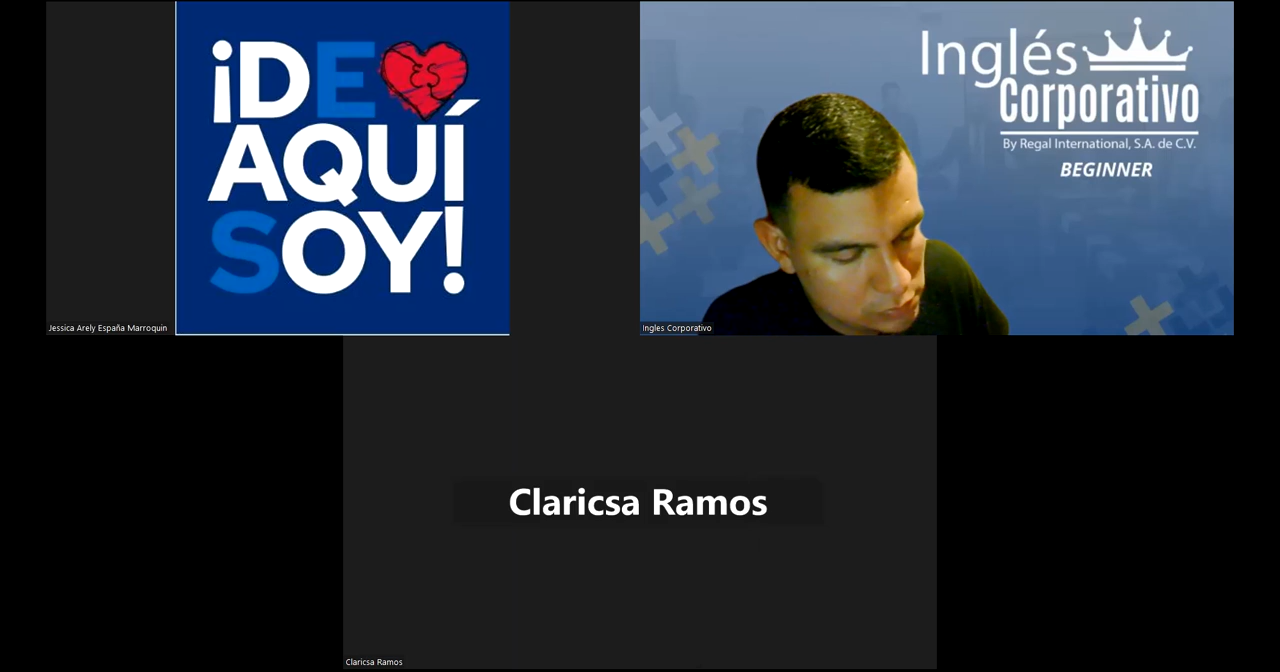 ¡DE
AQUÍ
SOY!
Jessica Arely España Marroquin
Inglés
Corporativo
By Regal International, S.A. de C.V.
BEGINNER
Ingles Corporativo
Claricsa Ramos
Claricsa Ramos